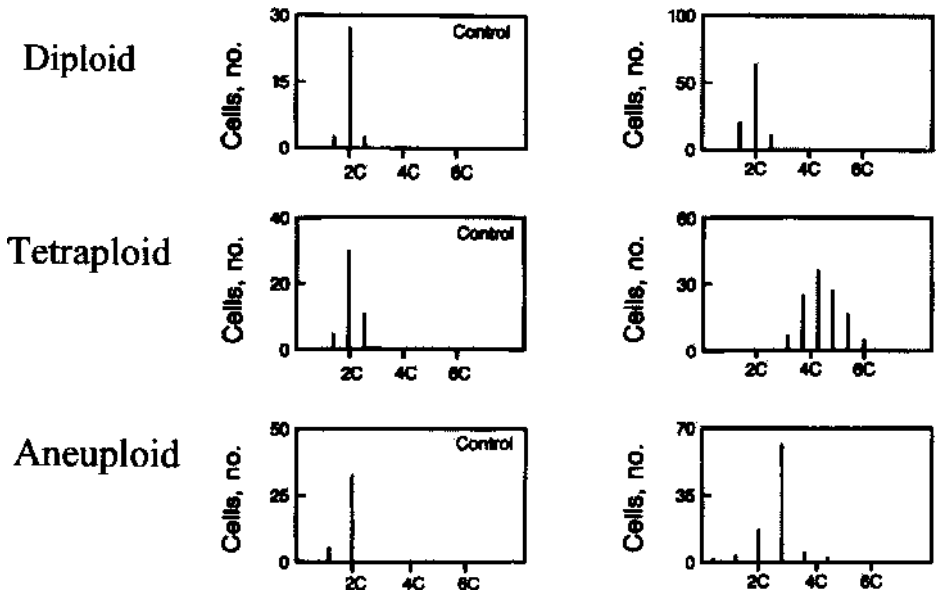 Diploid
Cells, no.
30
15
0
Control
2C 4C 6C
Cells, no.
100
50
0
2C 4C 6C
Tetraploid
Cells, no.
40
20
0
Control
2C 4C 6C
Cells, no.
60
30
0
2C 4C 6C
Aneuploid
Cells, no.
50
25
0
Control
2C 4C 6C
Cells, no.
70
35
0
2C 4C 6C